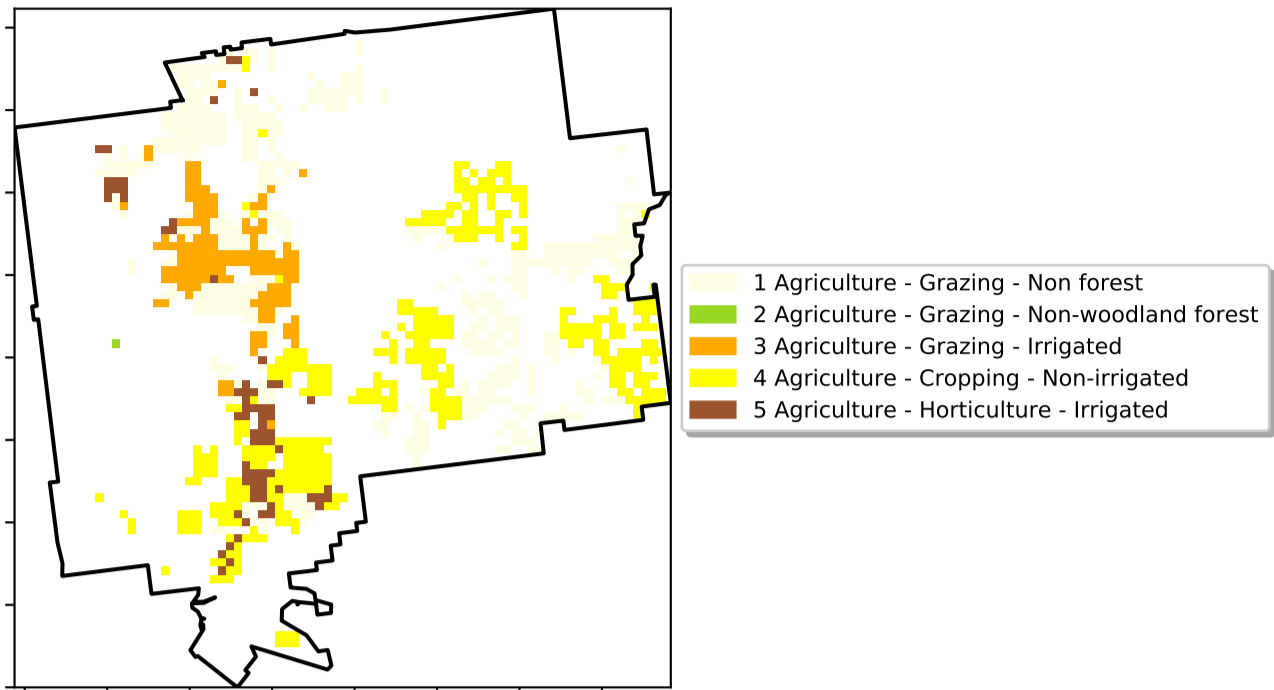 1 Agriculture - Grazing - Non forest
2 Agriculture - Grazing - Non-woodland forest
3 Agriculture - Grazing - Irrigated
4 Agriculture - Cropping - Non-irrigated
5 Agriculture - Horticulture - Irrigated